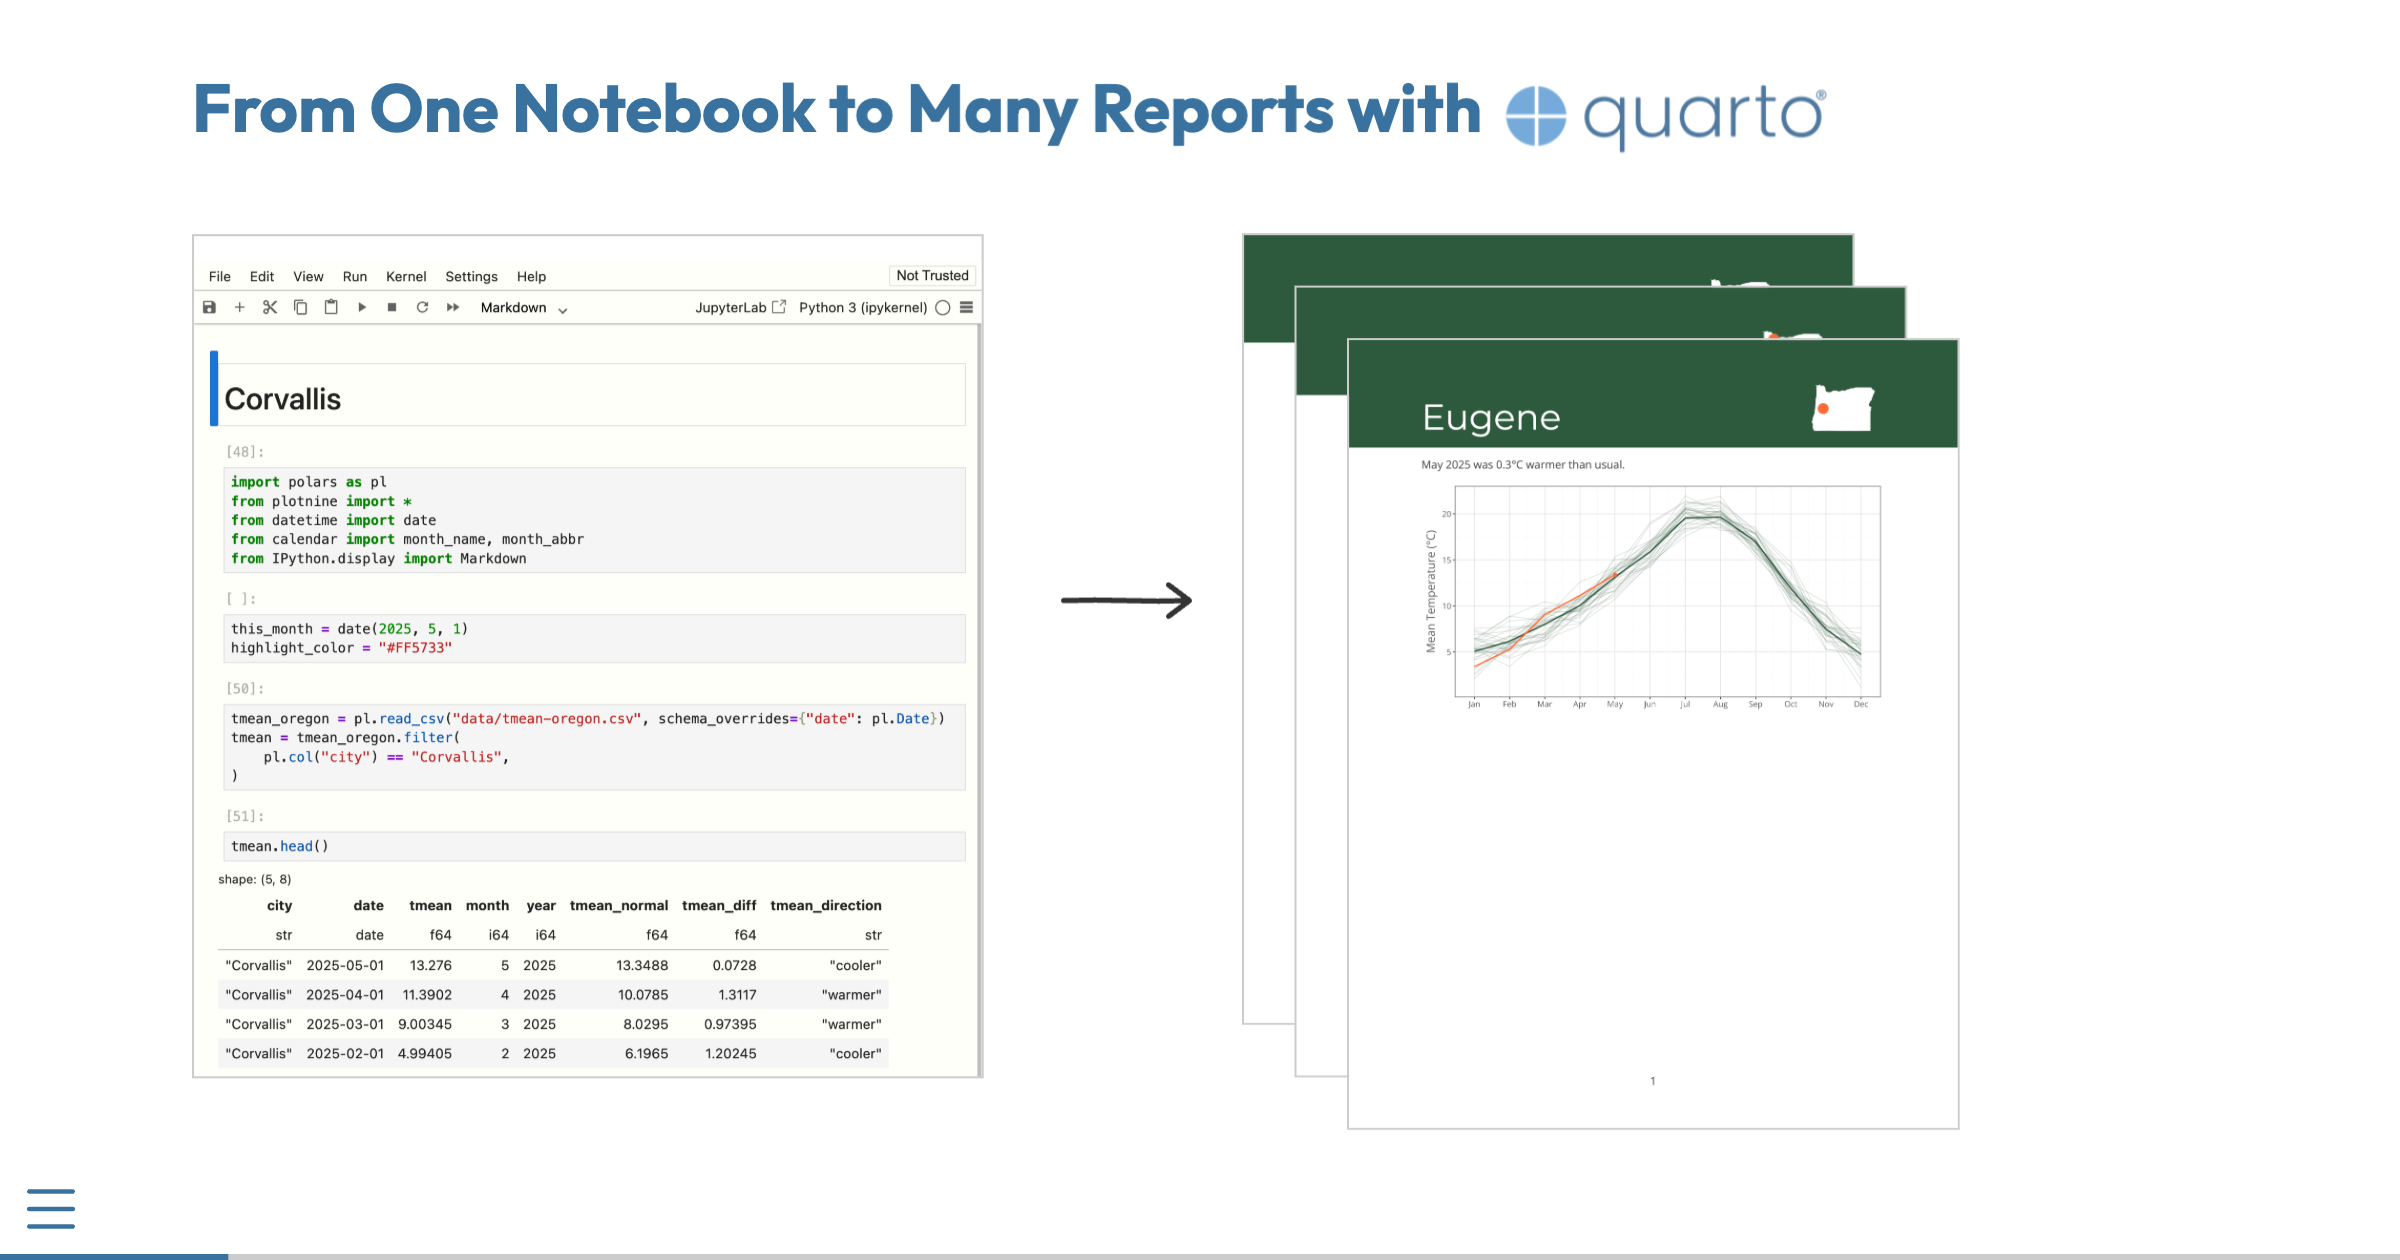 From One Notebook to Many Reports with quarto®
File Edit View Run Kernel Settings Help Not Trusted
Markdown JupyterLab Python 3 (ipykernel)
Corvallis
[48]:
import polars as pl
from plotnine import *
from datetime import date
from calendar import month_name, month_abbr
from IPython.display import Markdown
[ ]:
this_month = date(2025, 5, 1)
highlight_color = "#FF5733"
[50]:
tmean_oregon = pl.read_csv("data/tmean-oregon.csv", schema_overrides={"date": pl.Date})
tmean = tmean_oregon.filter(
    pl.col("city") == "Corvallis",
)
[51]:
tmean.head()
shape: (5, 8)
city date tmean month year tmean_normal tmean_diff tmean_direction
str date f64 i64 i64 f64 f64 str
"Corvallis" 2025-05-01 13.276 5 2025 13.3488 0.0728 "cooler"
"Corvallis" 2025-04-01 11.3902 4 2025 10.0785 1.3117 "warmer"
"Corvallis" 2025-03-01 9.00345 3 2025 8.0295 0.97395 "warmer"
"Corvallis" 2025-02-01 4.99405 2 2025 6.1965 1.20245 "cooler"
Eugene
May 2025 was 0.3°C warmer than usual.
Mean Temperature (°C)
20
15
10
5
Jan Feb Mar Apr May Jun Jul Aug Sep Oct Nov Dec
1